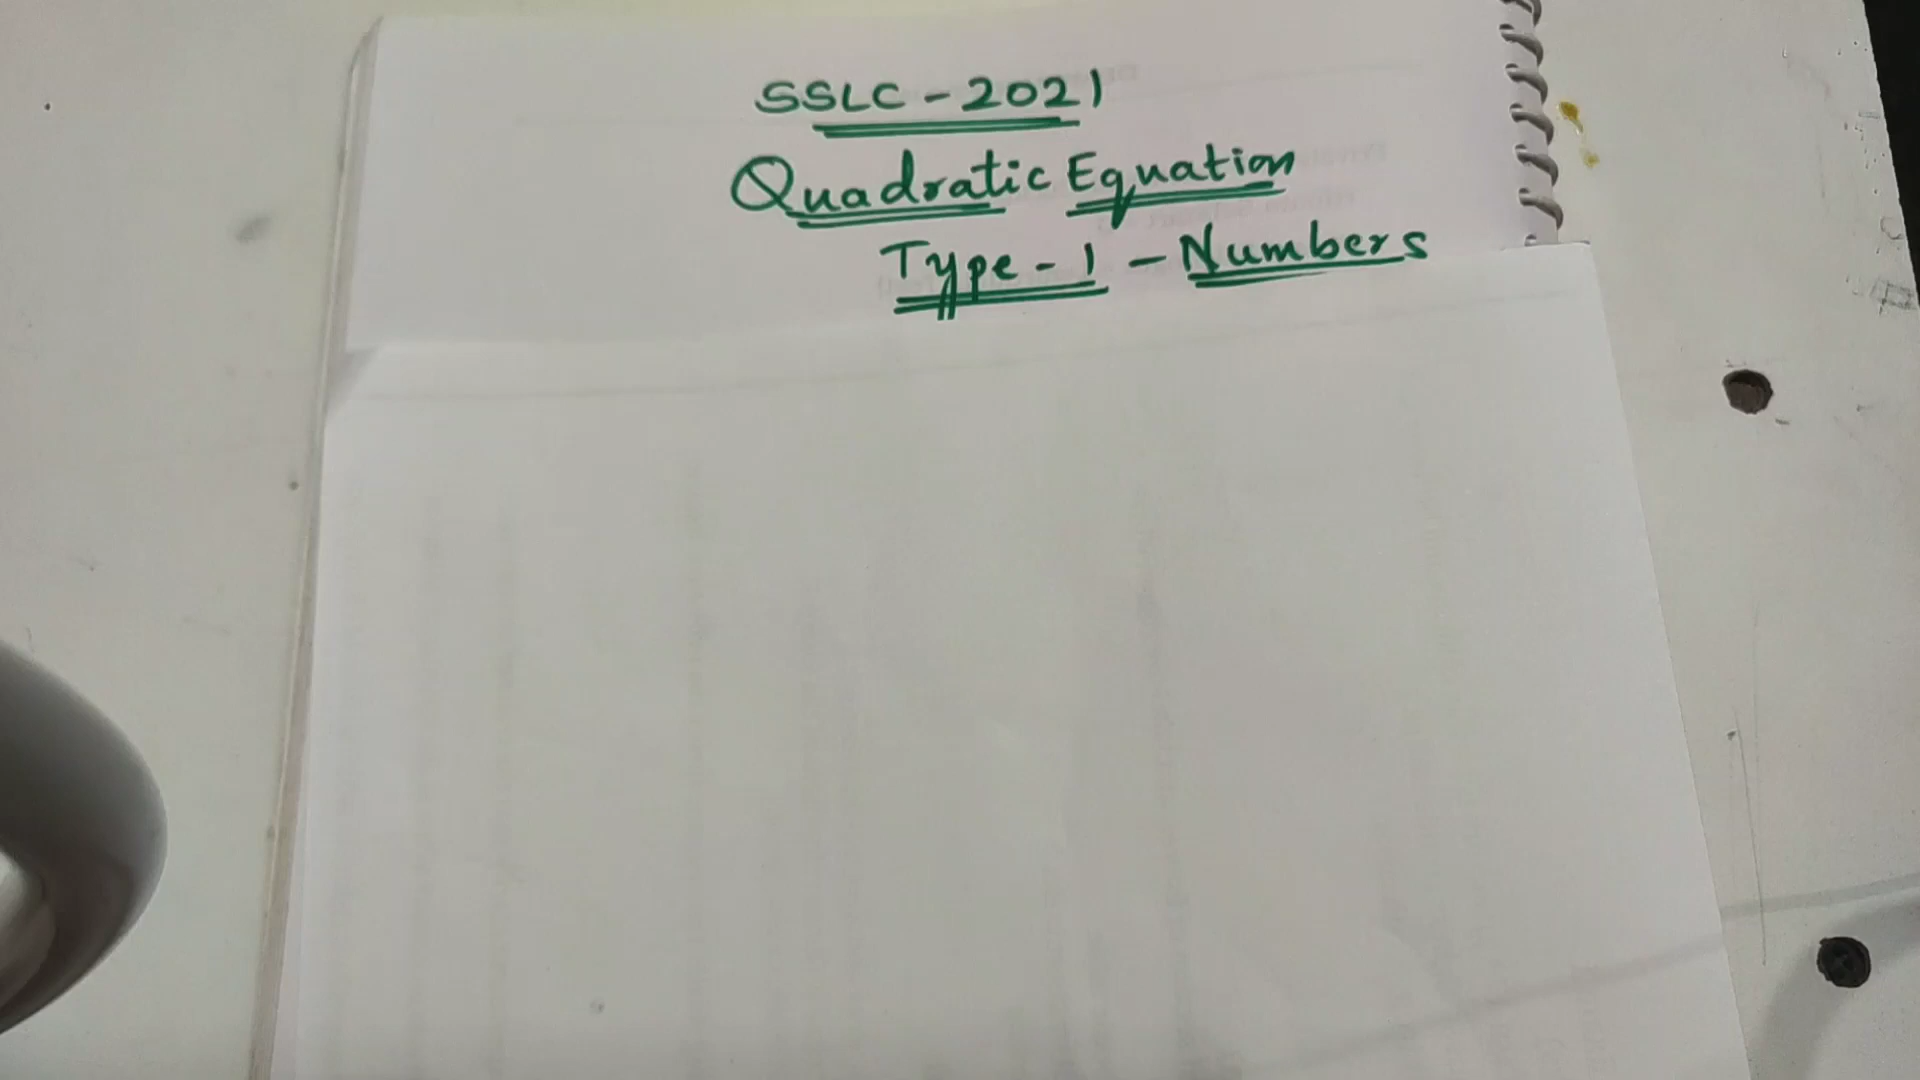 SSLC - 2021
Quadratic Equation
Type - 1 - Numbers